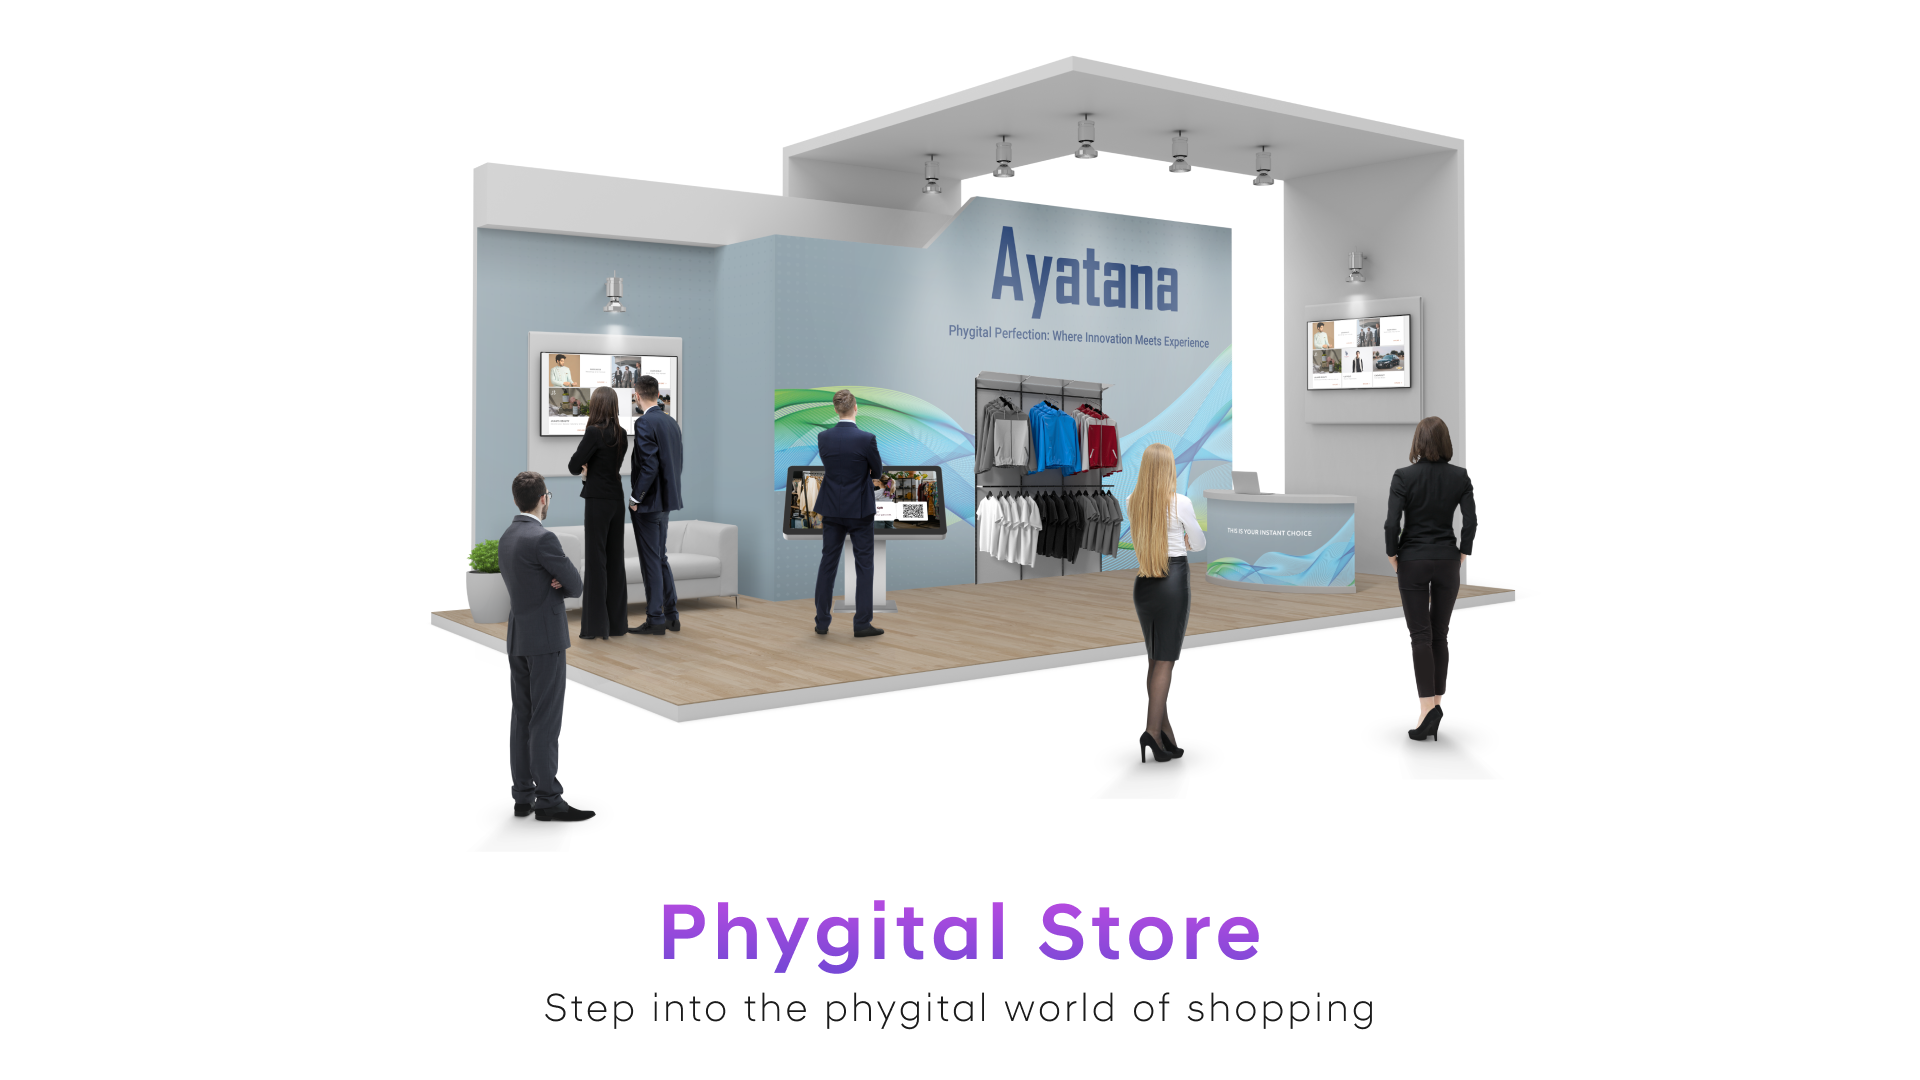 Ayatana
Phygital Perfection: Where Innovation Meets Experience
THIS IS YOUR INSTANT CHOICE
Phygital Store
Step into the phygital world of shopping